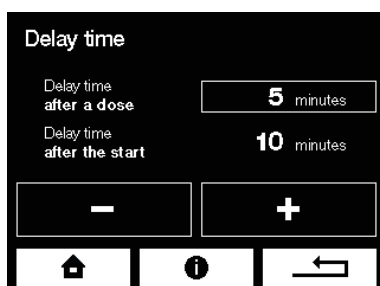 Delay time
Delay time
after a dose
5 minutes
Delay time
after the start
10 minutes
− +